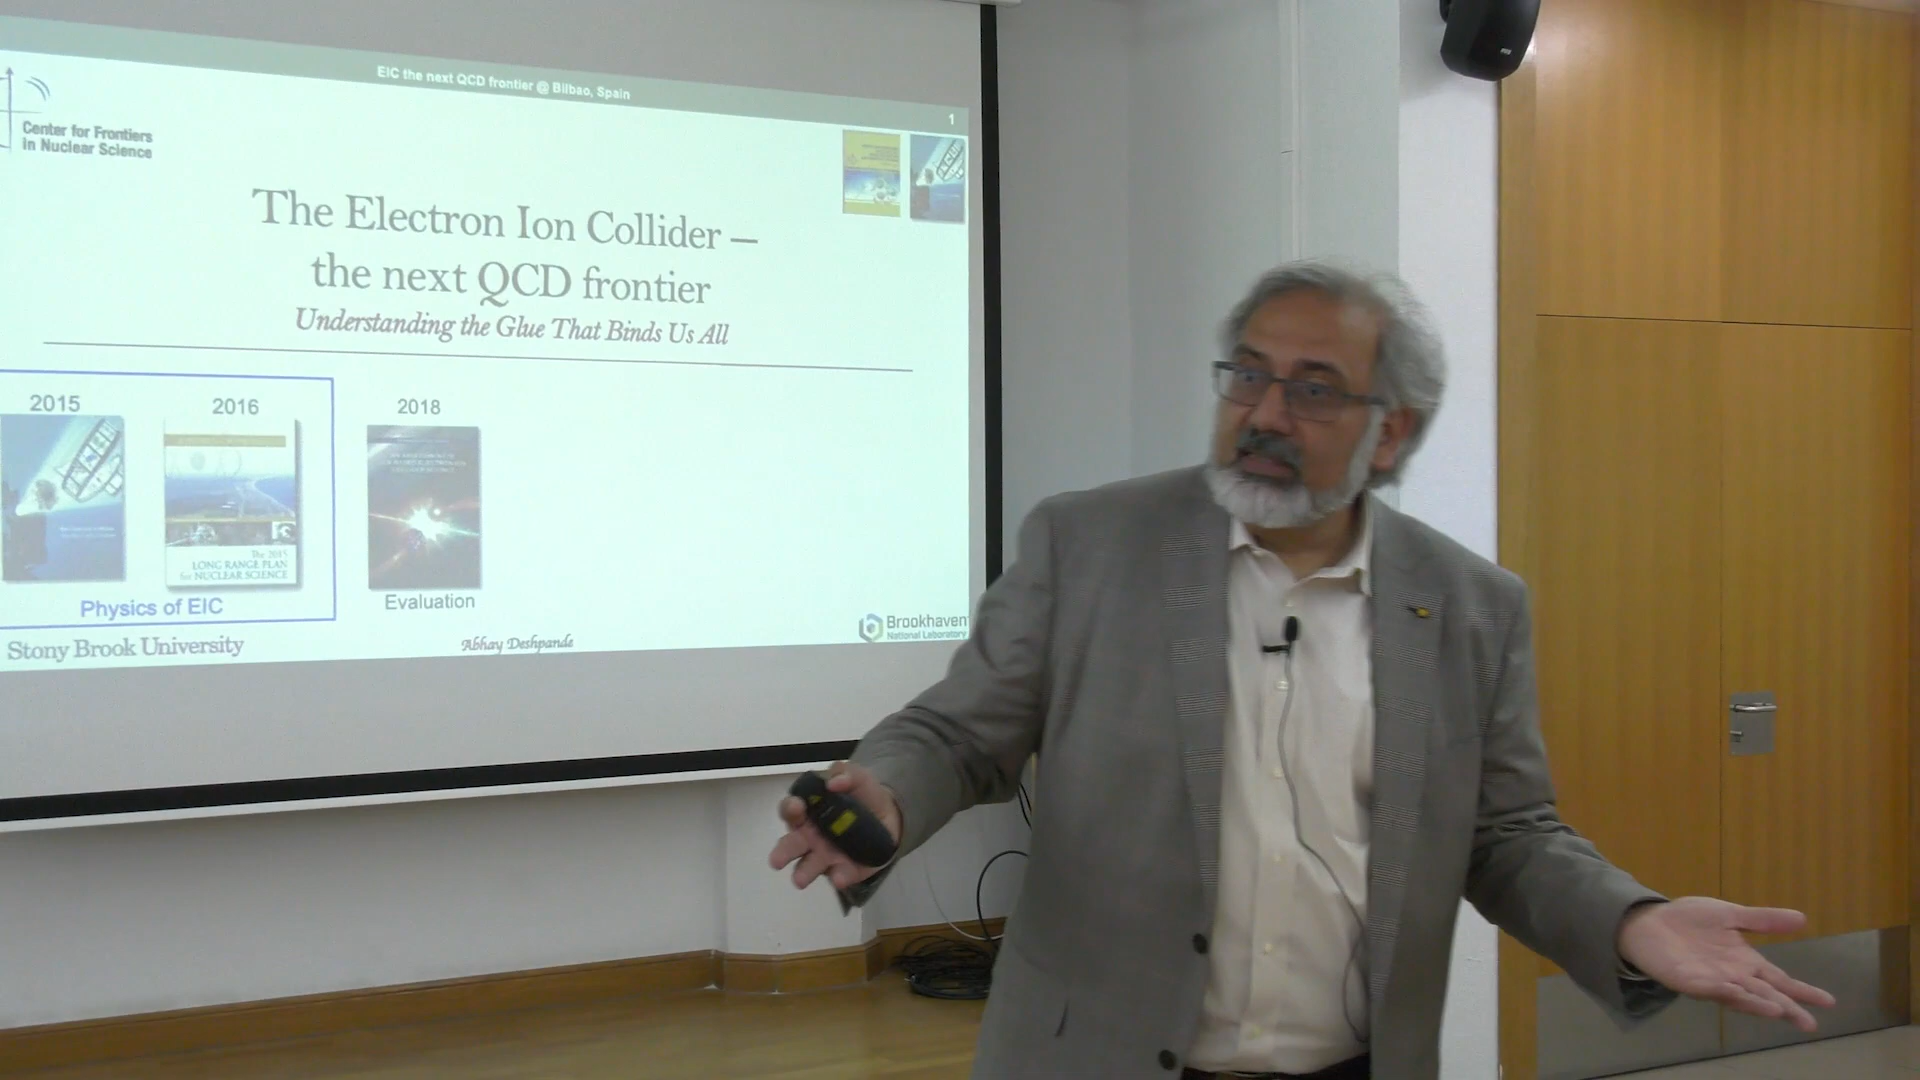 EIC the next QCD frontier @ Bilbao, Spain
1
Center for Frontiers
in Nuclear Science
The Electron Ion Collider —
the next QCD frontier
Understanding the Glue That Binds Us All
2015
2016
2018
The 2015
LONG RANGE PLAN
for NUCLEAR SCIENCE
Physics of EIC
Evaluation
Stony Brook University
Abhay Deshpande
Brookhaven
National Laboratory